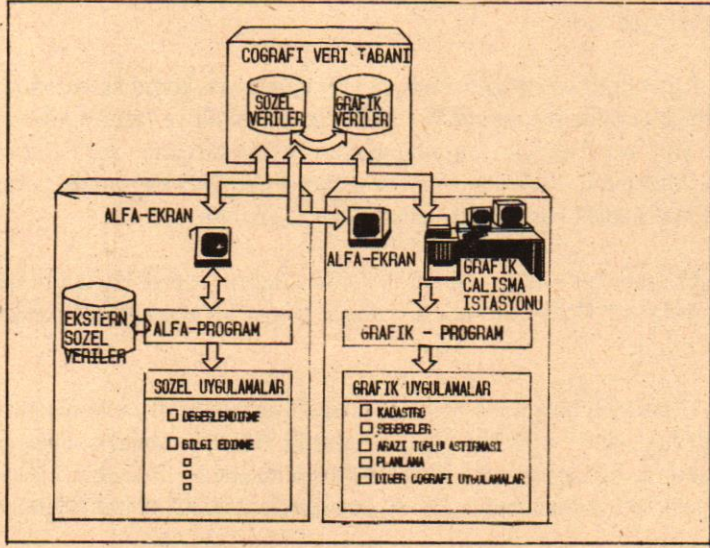 COGRAFI VERI TABANI
SÖZEL
VERILER
GRAFIK
VERILER
ALFA-EKRAN
ALFA-EKRAN
GRAFIK
CALISMA
ISTASYONU
EKSTERN
SOZEL
VERILER
ALFA-PROGRAM
GRAFIK - PROGRAM
SOZEL UYGULAMALAR
DEGERLENDIRME
BILGI EDINME
GRAFIK UYGULAMALAR
KADASTRO
SEBEKELER
ARAZI TOPLULASTIRMASI
PLANLAMA
DIGER COGRAFI UYGULAMALAR